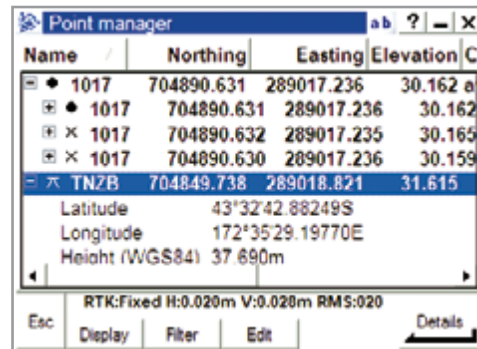 Point manager ab ? – X
Name / Northing Easting Elevation C
1017 704890.631 289017.236 30.162 a
1017 704890.631 289017.236 30.162
1017 704890.632 289017.235 30.165
1017 704890.630 289017.236 30.159
TNZB 704849.738 289018.821 31.615
Latitude 43°32'42.88249S
Longitude 172°35'29.19770E
Height (WGS84) 37.690m
RTK:Fixed H:0.020m V:0.028m RMS:020
Esc Display Filter Edit Details